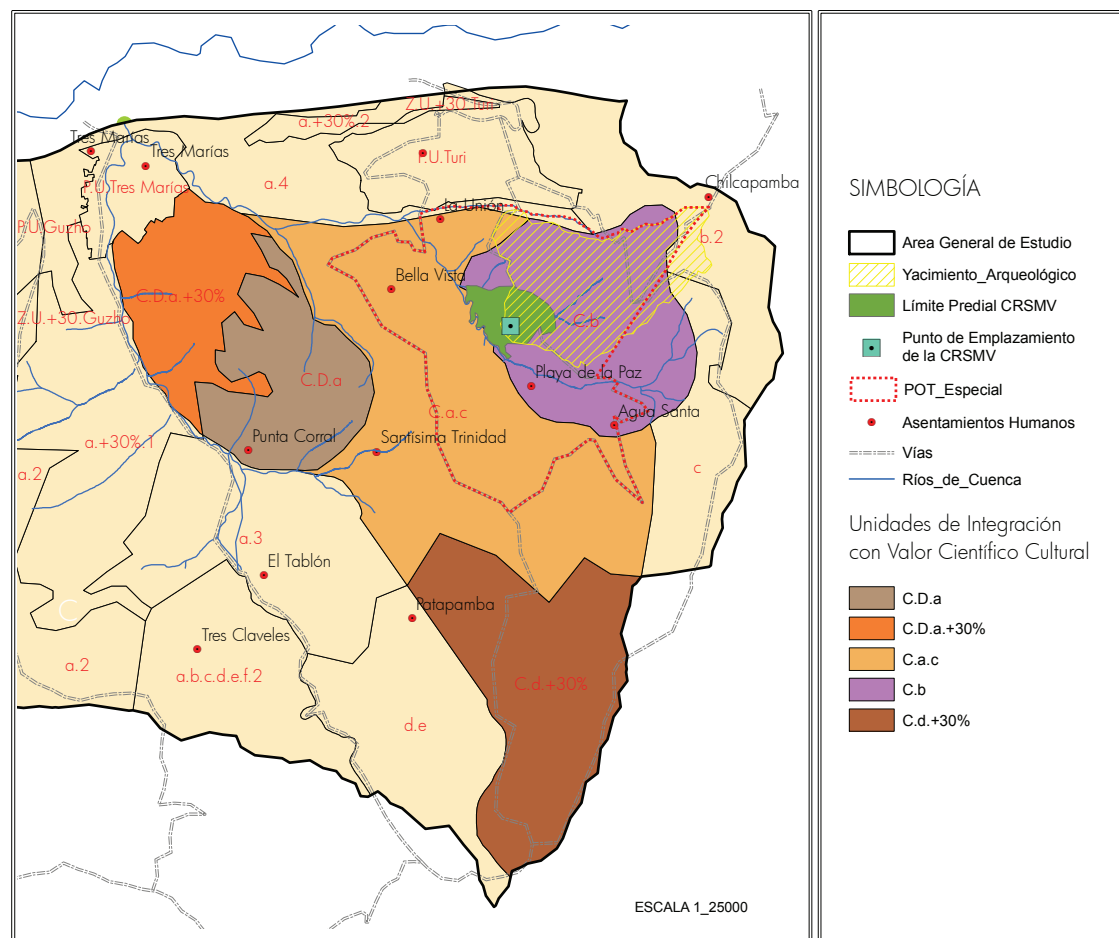 Z.U.+30.Turi
a.+30%.2
Tres Marías
Tres Marías
P.U.Turi
P.U.Tres Marías
a.4
Chilcapamba
La Unión
P.U.Guzho
b.2
Bella Vista
C.D.a.+30%
Z.U.+30.Guzho
C.b
C.D.a
Playa de la Paz
C.a.c
Agua Santa
a.+30%.1
Punta Corral
Santísima Trinidad
a.2
c
a.3
El Tablón
Patapamba
Tres Claveles
a.2
a.b.c.d.e.f.2
C.d.+30%
d.e
ESCALA 1_25000
SIMBOLOGÍA
Area General de Estudio
Yacimiento_Arqueológico
Límite Predial CRSMV
Punto de Emplazamiento
de la CRSMV
POT_Especial
Asentamientos Humanos
Vías
Ríos_de_Cuenca
Unidades de Integración
con Valor Científico Cultural
C.D.a
C.D.a.+30%
C.a.c
C.b
C.d.+30%